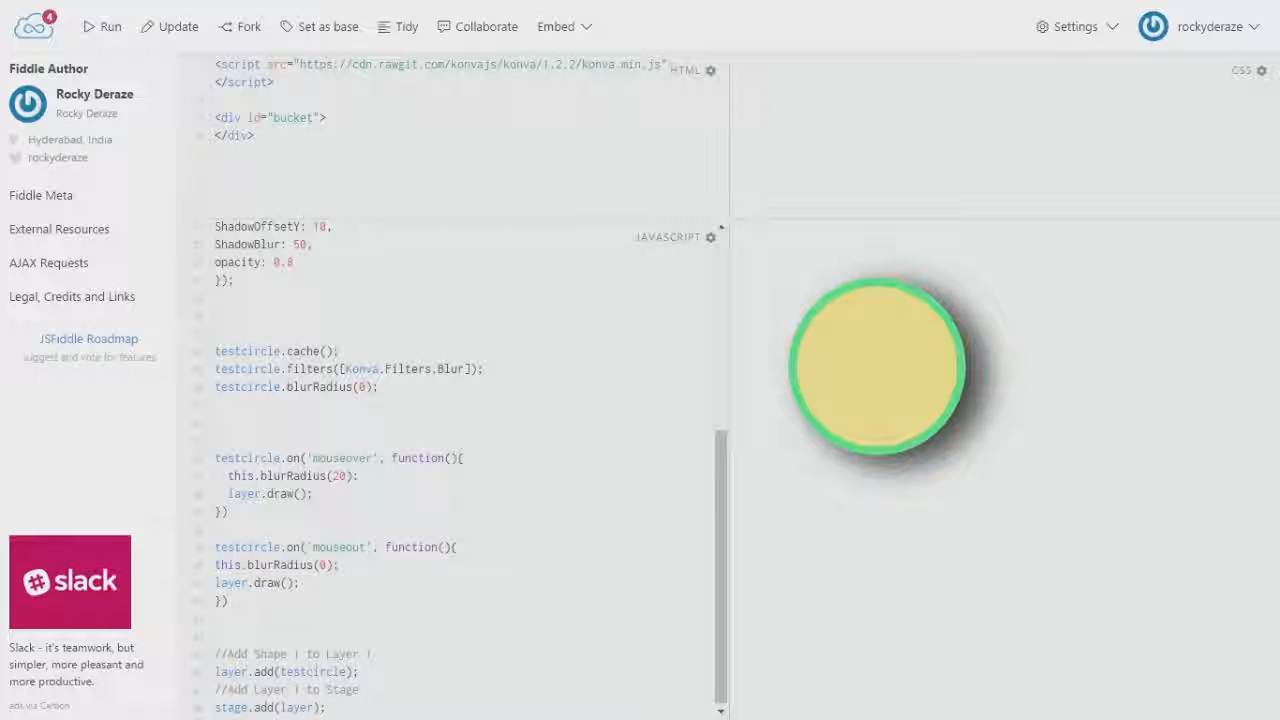 4
Run Update Fork Set as base Tidy Collaborate Embed Settings rockyderaze
Fiddle Author
Rocky Deraze
Rocky Deraze
Hyderabad, India
rockyderaze
Fiddle Meta
External Resources
AJAX Requests
Legal, Credits and Links
JSFiddle Roadmap
suggest and vote for features
slack
Slack - it's teamwork, but
simpler, more pleasant and
more productive.
ads via Carbon
<script src="https://cdn.rawgit.com/konvajs/konva/1.2.2/konva.min.js"
</script>
<div id="bucket">
</div>
HTML
CSS
ShadowOffsetY: 10,
ShadowBlur: 50,
opacity: 0.8
});
testcircle.cache();
testcircle.filters([Konva.Filters.Blur]);
testcircle.blurRadius(0);
testcircle.on('mouseover', function(){
this.blurRadius(20);
layer.draw();
})
testcircle.on('mouseout', function(){
this.blurRadius(0);
layer.draw();
})
//Add Shape 1 to Layer 1
layer.add(testcircle);
//Add Layer 1 to Stage
stage.add(layer);
JAVASCRIPT